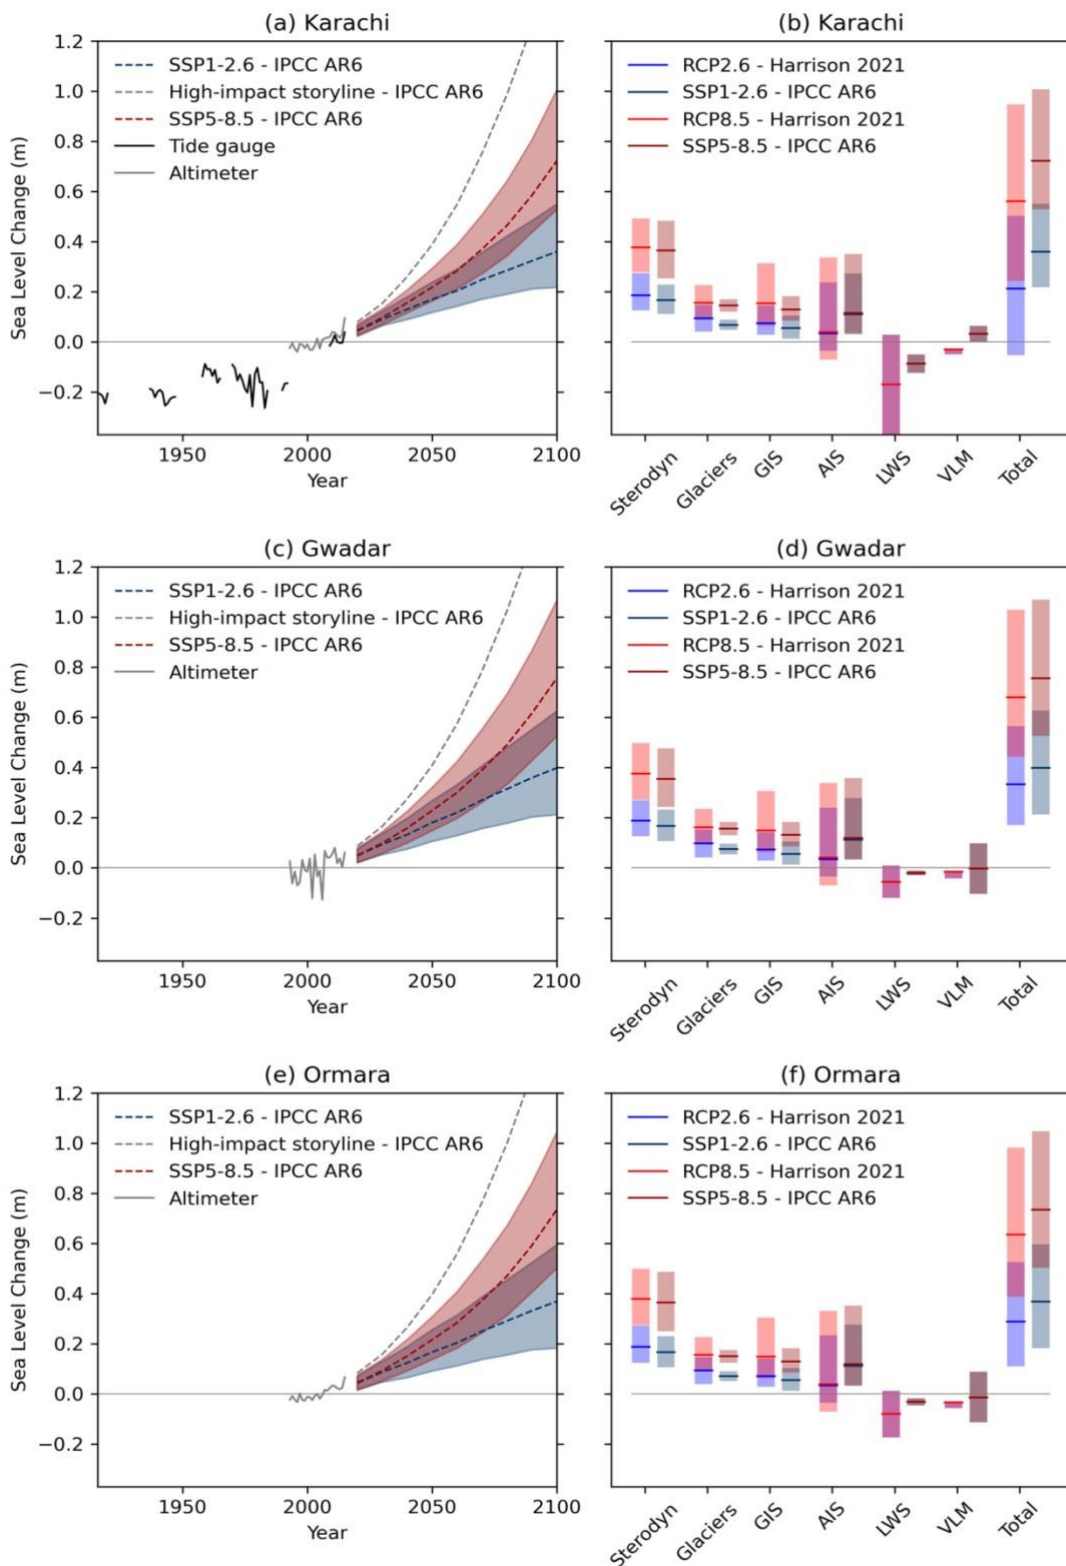 (a) Karachi
Sea Level Change (m)
1.2
1.0
0.8
0.6
0.4
0.2
0.0
−0.2
SSP1-2.6 - IPCC AR6
High-impact storyline - IPCC AR6
SSP5-8.5 - IPCC AR6
Tide gauge
Altimeter
1950 2000 2050 2100
Year
(b) Karachi
RCP2.6 - Harrison 2021
SSP1-2.6 - IPCC AR6
RCP8.5 - Harrison 2021
SSP5-8.5 - IPCC AR6
Sterodyn Glaciers GIS AIS LWS VLM Total
(c) Gwadar
Sea Level Change (m)
1.2
1.0
0.8
0.6
0.4
0.2
0.0
−0.2
SSP1-2.6 - IPCC AR6
High-impact storyline - IPCC AR6
SSP5-8.5 - IPCC AR6
Altimeter
1950 2000 2050 2100
Year
(d) Gwadar
RCP2.6 - Harrison 2021
SSP1-2.6 - IPCC AR6
RCP8.5 - Harrison 2021
SSP5-8.5 - IPCC AR6
Sterodyn Glaciers GIS AIS LWS VLM Total
(e) Ormara
Sea Level Change (m)
1.2
1.0
0.8
0.6
0.4
0.2
0.0
−0.2
SSP1-2.6 - IPCC AR6
High-impact storyline - IPCC AR6
SSP5-8.5 - IPCC AR6
Altimeter
1950 2000 2050 2100
Year
(f) Ormara
RCP2.6 - Harrison 2021
SSP1-2.6 - IPCC AR6
RCP8.5 - Harrison 2021
SSP5-8.5 - IPCC AR6
Sterodyn Glaciers GIS AIS LWS VLM Total